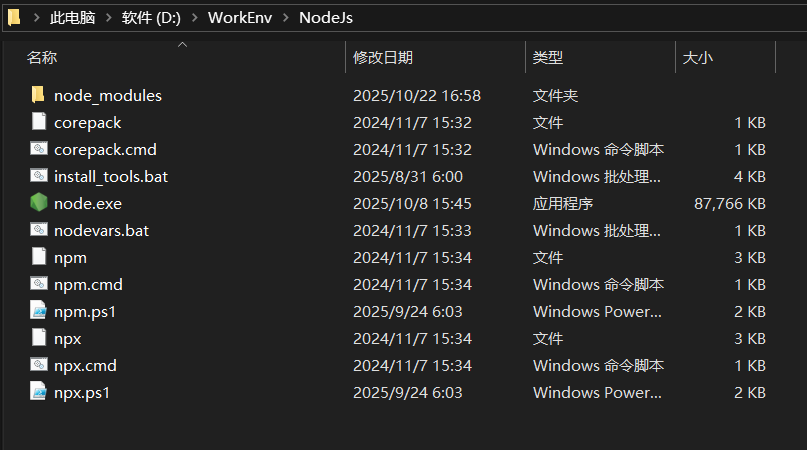 此电脑 软件 (D:) WorkEnv NodeJs
名称 修改日期 类型 大小
node_modules 2025/10/22 16:58 文件夹
corepack 2024/11/7 15:32 文件 1 KB
corepack.cmd 2024/11/7 15:32 Windows 命令脚本 1 KB
install_tools.bat 2025/8/31 6:00 Windows 批处理... 4 KB
node.exe 2025/10/8 15:45 应用程序 87,766 KB
nodevars.bat 2024/11/7 15:33 Windows 批处理... 1 KB
npm 2024/11/7 15:34 文件 3 KB
npm.cmd 2024/11/7 15:34 Windows 命令脚本 1 KB
npm.ps1 2025/9/24 6:03 Windows Power... 2 KB
npx 2024/11/7 15:34 文件 3 KB
npx.cmd 2024/11/7 15:34 Windows 命令脚本 1 KB
npx.ps1 2025/9/24 6:03 Windows Power... 2 KB